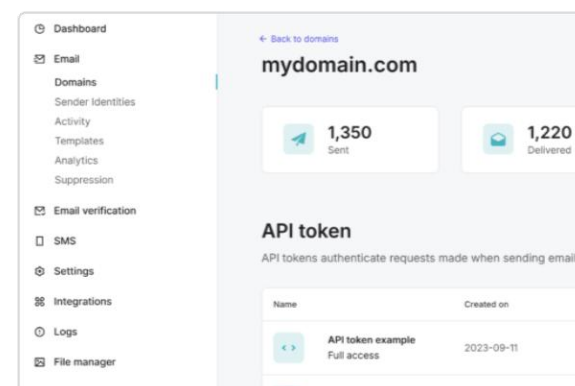 Dashboard
Email
Domains
Sender Identities
Activity
Templates
Analytics
Suppression
Email verification
SMS
Settings
Integrations
Logs
File manager
← Back to domains
mydomain.com
1,350
Sent
1,220
Delivered
API token
API tokens authenticate requests made when sending email
Name Created on
API token example
Full access
2023-09-11